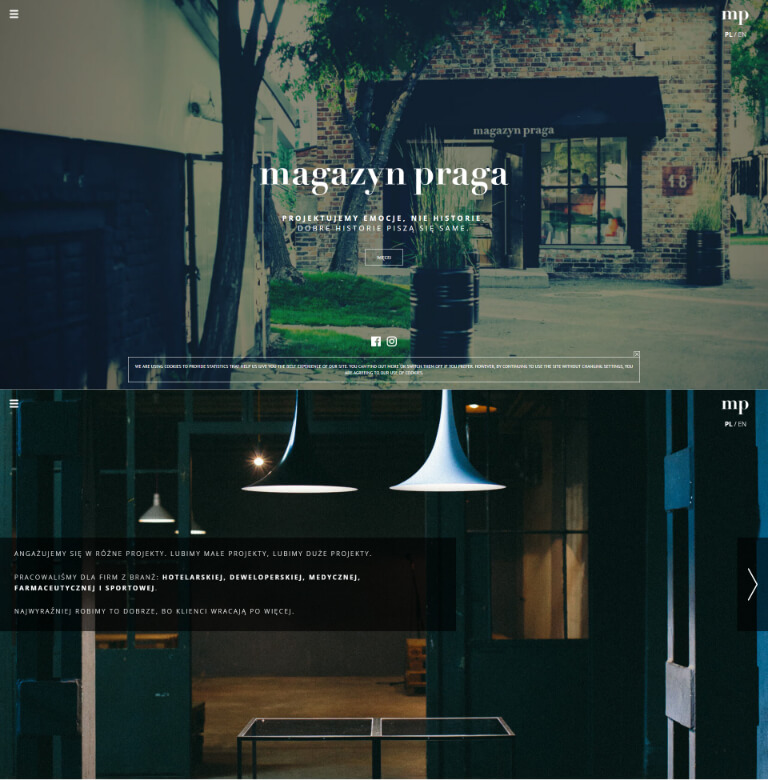 mp
PL / EN
magazyn praga
18
magazyn praga
PROJEKTUJEMY EMOCJE, NIE HISTORIE.
DOBRE HISTORIE PISZĄ SIĘ SAME.
WIĘCEJ
WE ARE USING COOKIES TO PROVIDE STATISTICS THAT HELP US GIVE YOU THE BEST EXPERIENCE OF OUR SITE. YOU CAN FIND OUT MORE OR SWITCH THEM OFF IF YOU PREFER. HOWEVER, BY CONTINUING TO USE THE SITE WITHOUT CHANGING SETTINGS, YOU
ARE AGREEING TO OUR USE OF COOKIES.
mp
PL / EN
ANGAŻUJEMY SIĘ W RÓŻNE PROJEKTY. LUBIMY MAŁE PROJEKTY, LUBIMY DUŻE PROJEKTY.
PRACOWALIŚMY DLA FIRM Z BRANŻ: HOTELARSKIEJ, DEWELOPERSKIEJ, MEDYCZNEJ,
FARMACEUTYCZNEJ I SPORTOWEJ.
NAJWYRAŹNIEJ ROBIMY TO DOBRZE, BO KLIENCI WRACAJĄ PO WIĘCEJ.